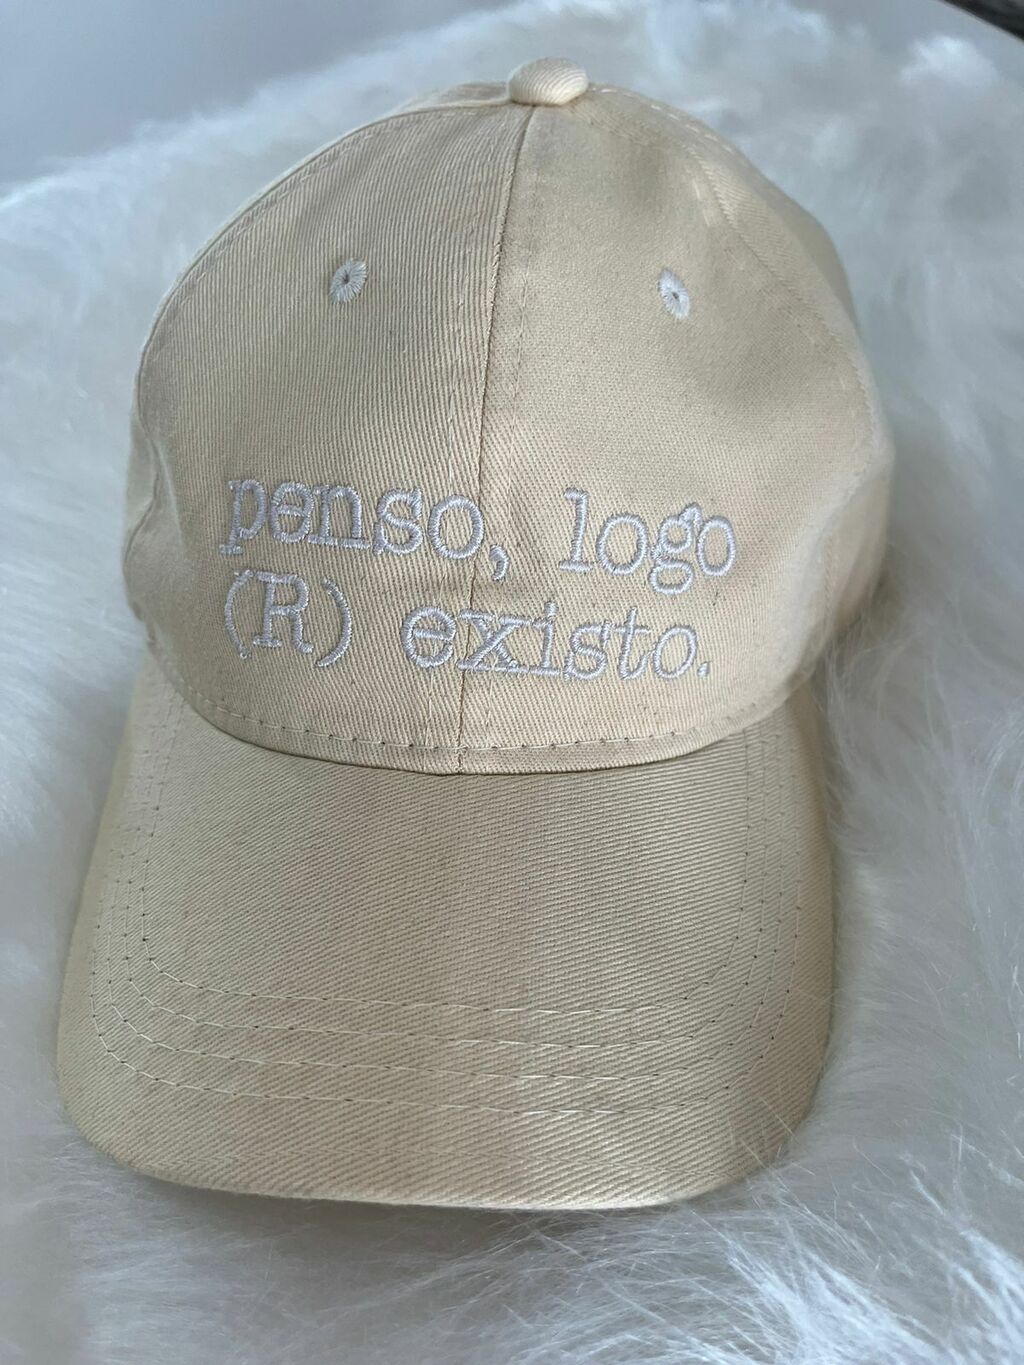 penso, logo
(R) existo.